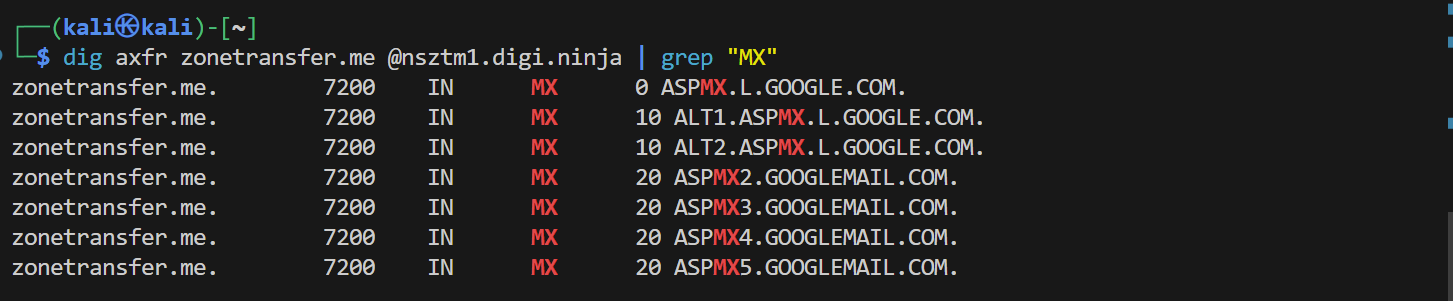 ┌──(kali㉿kali)-[~]
└─$ dig axfr zonetransfer.me @nsztm1.digi.ninja | grep "MX"
zonetransfer.me.        7200    IN      MX      0 ASPMX.L.GOOGLE.COM.
zonetransfer.me.        7200    IN      MX      10 ALT1.ASPMX.L.GOOGLE.COM.
zonetransfer.me.        7200    IN      MX      10 ALT2.ASPMX.L.GOOGLE.COM.
zonetransfer.me.        7200    IN      MX      20 ASPMX2.GOOGLEMAIL.COM.
zonetransfer.me.        7200    IN      MX      20 ASPMX3.GOOGLEMAIL.COM.
zonetransfer.me.        7200    IN      MX      20 ASPMX4.GOOGLEMAIL.COM.
zonetransfer.me.        7200    IN      MX      20 ASPMX5.GOOGLEMAIL.COM.